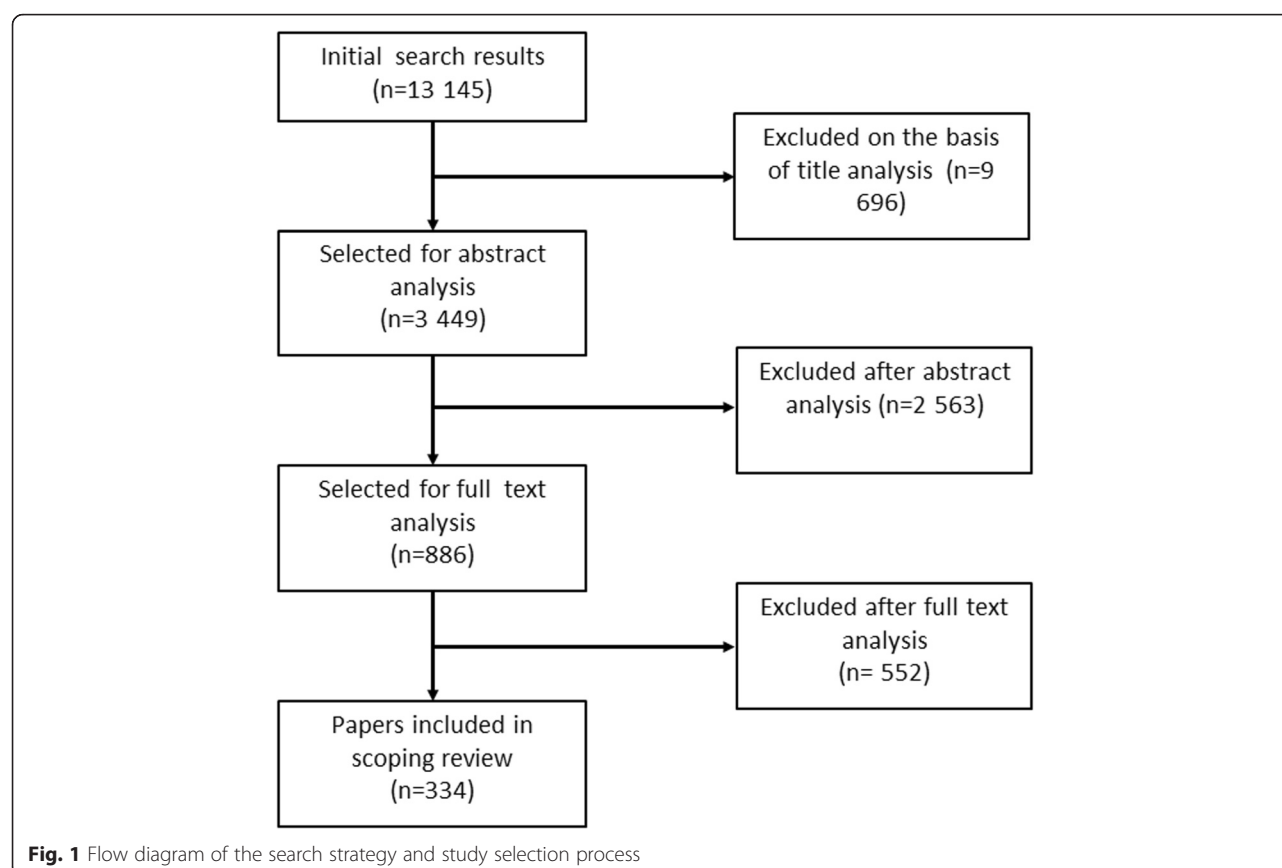 Initial search results
(n=13 145)
Excluded on the basis
of title analysis (n=9
696)
Selected for abstract
analysis
(n=3 449)
Excluded after abstract
analysis (n=2 563)
Selected for full text
analysis
(n=886)
Excluded after full text
analysis
(n= 552)
Papers included in
scoping review
(n=334)
Fig. 1 Flow diagram of the search strategy and study selection process